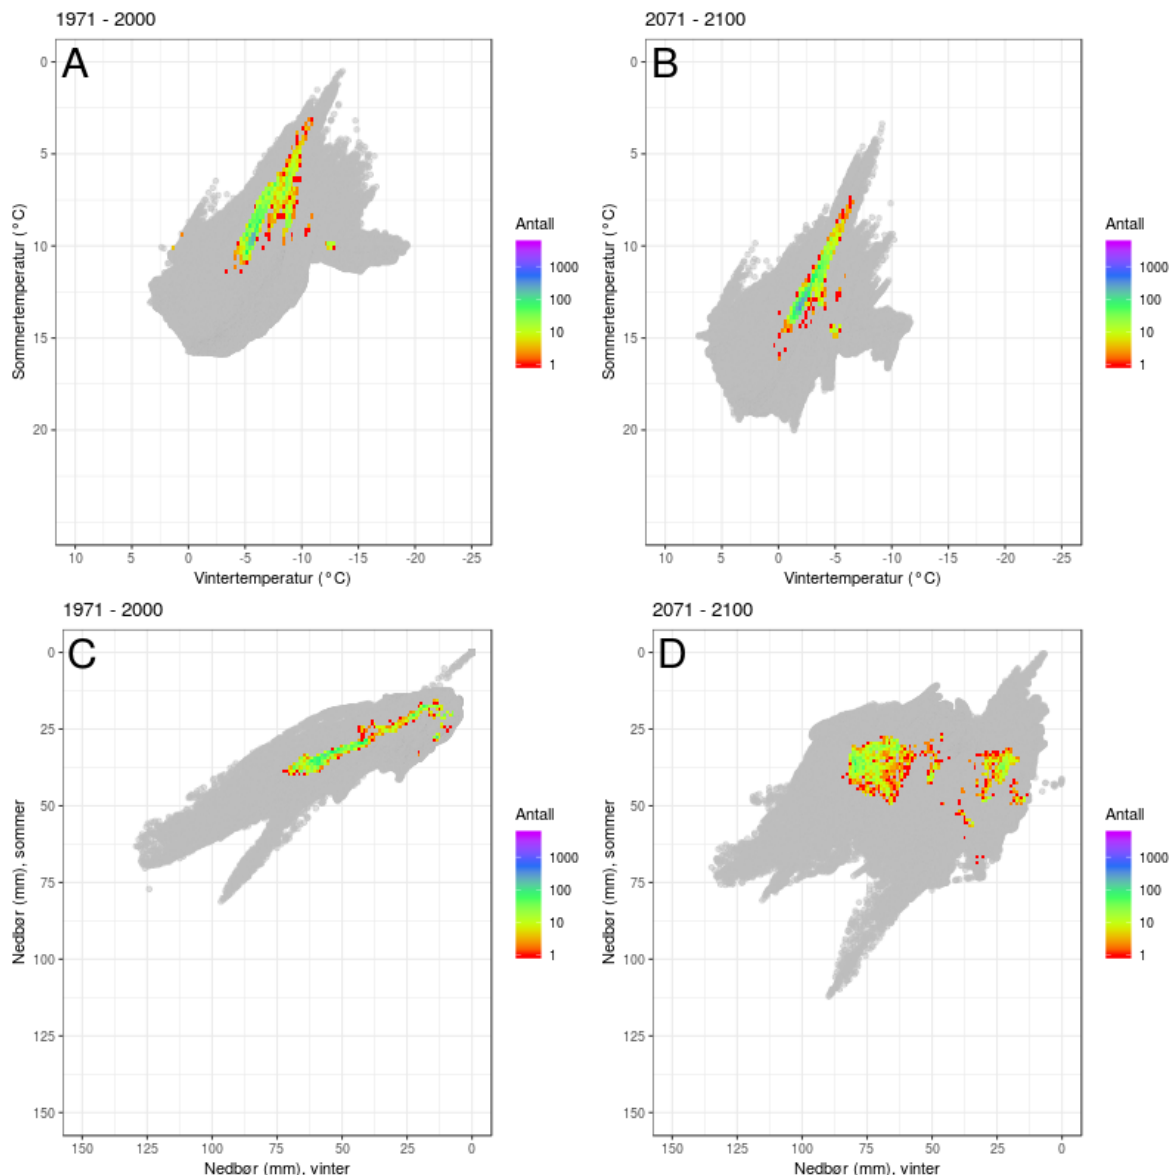 1971 - 2000
A
0
5
10
15
20
Sommertemperatur (°C)
10 5 0 -5 -10 -15 -20 -25
Vintertemperatur (°C)
Antall
1000
100
10
1
2071 - 2100
B
0
5
10
15
20
Sommertemperatur (°C)
10 5 0 -5 -10 -15 -20 -25
Vintertemperatur (°C)
Antall
1000
100
10
1
1971 - 2000
C
0
25
50
75
100
125
150
Nedbør (mm), sommer
150 125 100 75 50 25 0
Nedbør (mm), vinter
Antall
1000
100
10
1
2071 - 2100
D
0
25
50
75
100
125
150
Nedbør (mm), sommer
150 125 100 75 50 25 0
Nedbør (mm), vinter
Antall
1000
100
10
1